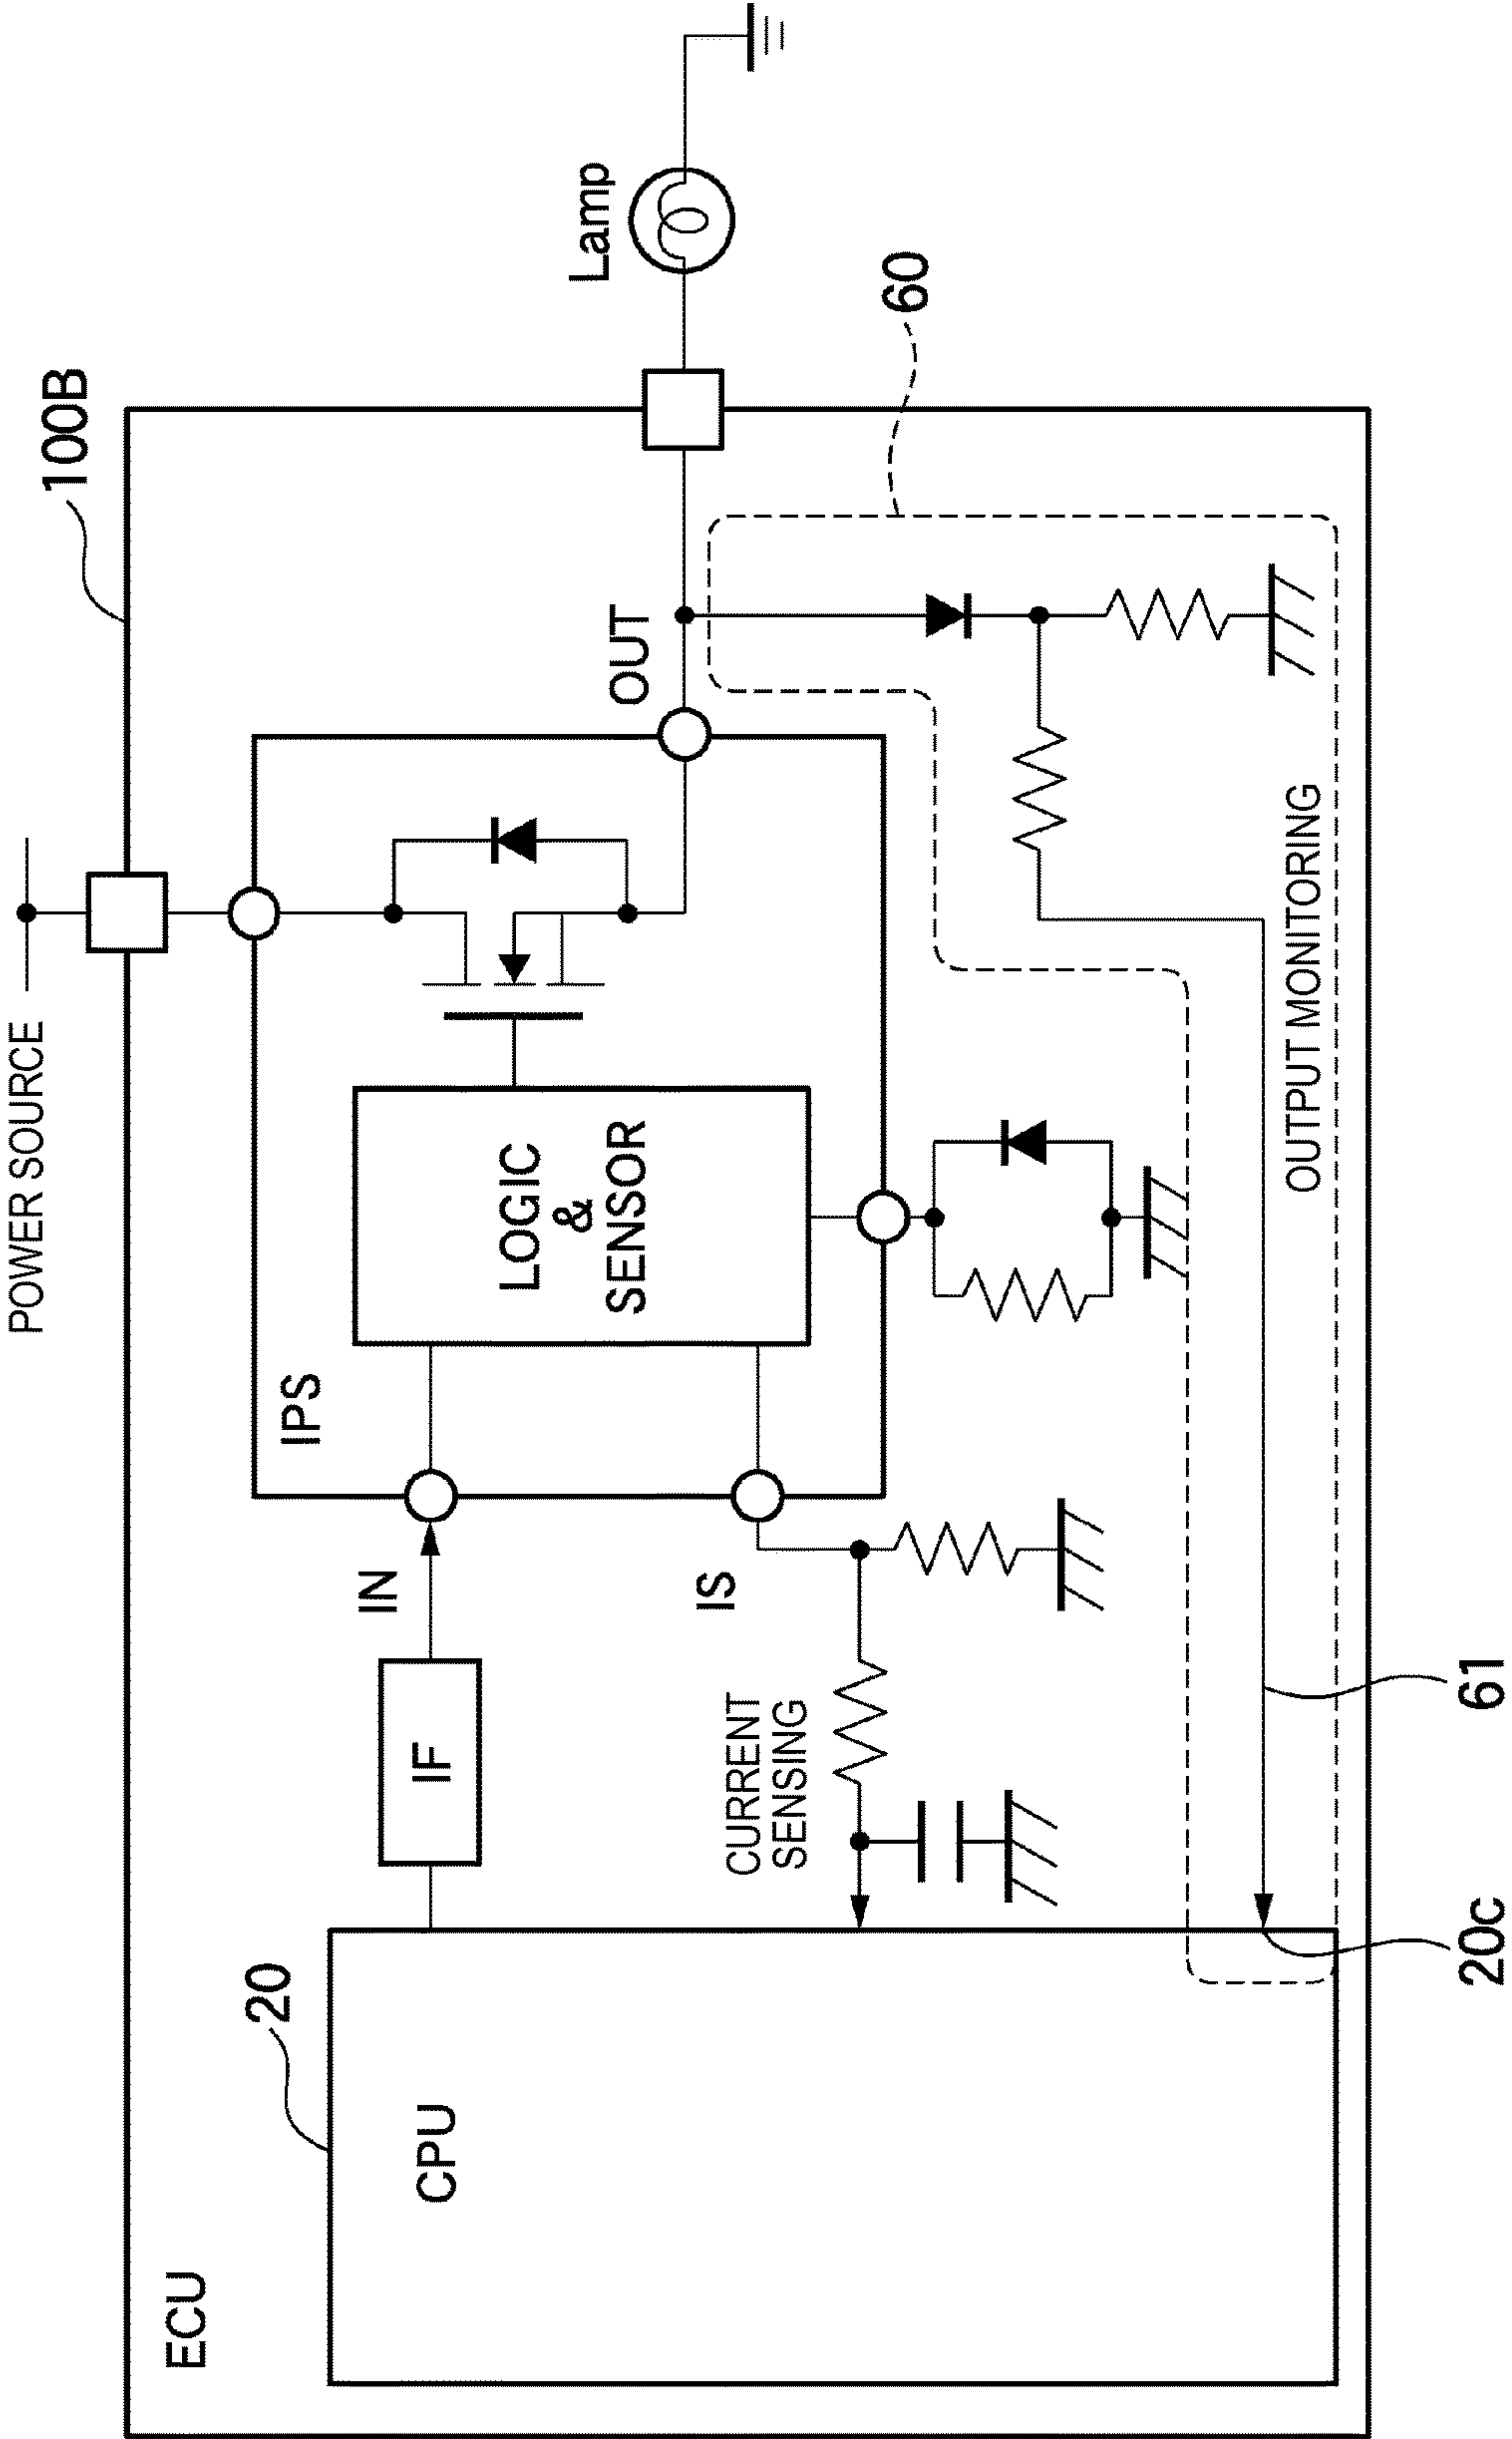 POWER SOURCE
100B
ECU
20
CPU
IF
IN
IPS
LOGIC
&
SENSOR
OUT
Lamp
IS
CURRENT
SENSING
60
OUTPUT MONITORING
20c
61